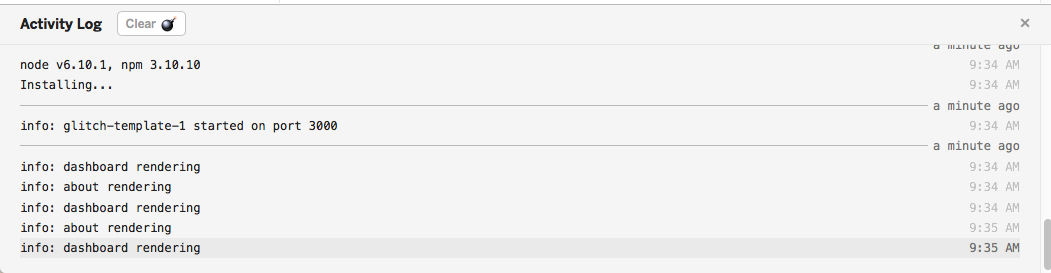 Activity Log
Clear
a minute ago
node v6.10.1, npm 3.10.10 9:34 AM
Installing... 9:34 AM
a minute ago
info: glitch-template-1 started on port 3000 9:34 AM
a minute ago
info: dashboard rendering 9:34 AM
info: about rendering 9:34 AM
info: dashboard rendering 9:34 AM
info: about rendering 9:35 AM
info: dashboard rendering 9:35 AM